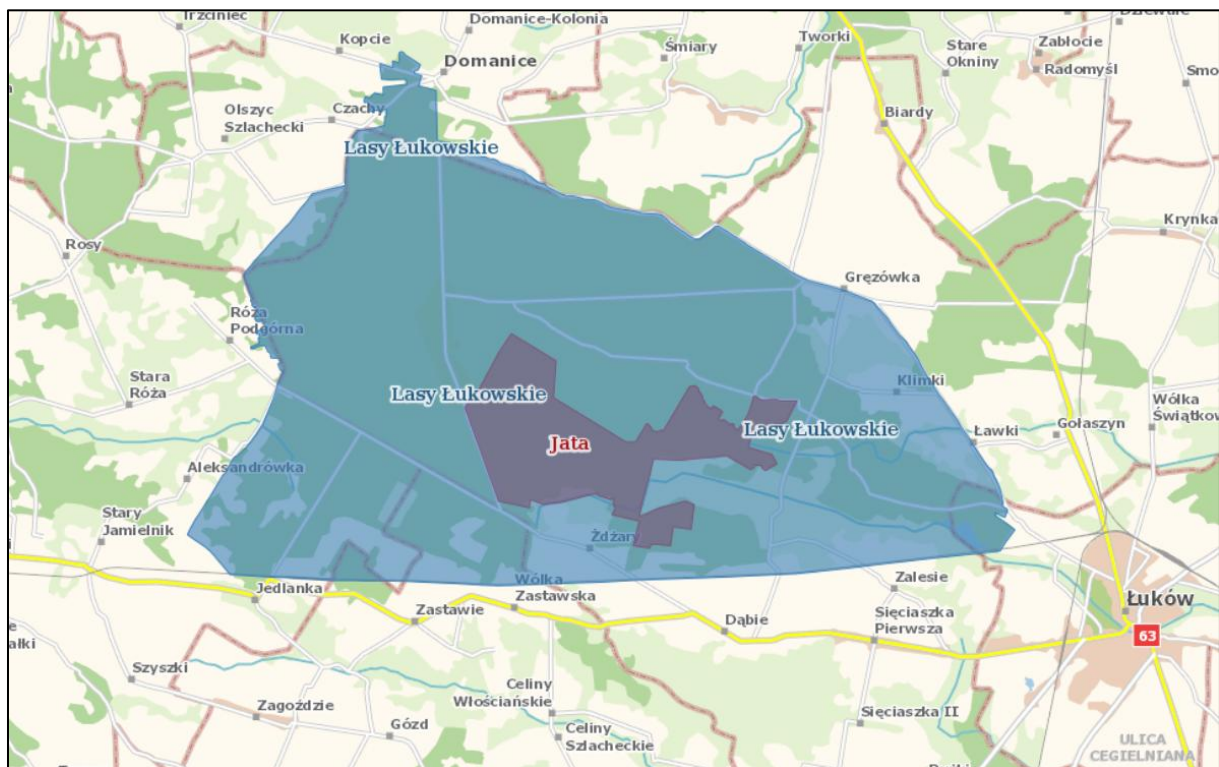 Trzciniec
Domanice-Kolonia
Kopcie
Domanice
Śmiary
Tworki
Stare
Okniny
Zabłocie
Radomyśl
Smo
Olszyc
Szlachecki
Czachy
Biardy
Lasy Łukowskie
Rosy
Krynka
Gręzówka
Róża
Podgórna
Stara
Róża
Lasy Łukowskie
Klimki
Wólka
Świątkow
Jata
Lasy Łukowskie
Ławki
Gołaszyn
Aleksandrówka
Stary
Jamielnik
Żdżary
Jedlanka
Wólka
Zastawska
Zastawie
Zalesie
Łuków
Dąbie
Sięciaszka
Pierwsza
63
ałki
Szyszki
Zagoździe
Celiny
Włościańskie
Gózd
Celiny
Szlacheckie
Sięciaszka II
ULICA
CEGIELNIANA